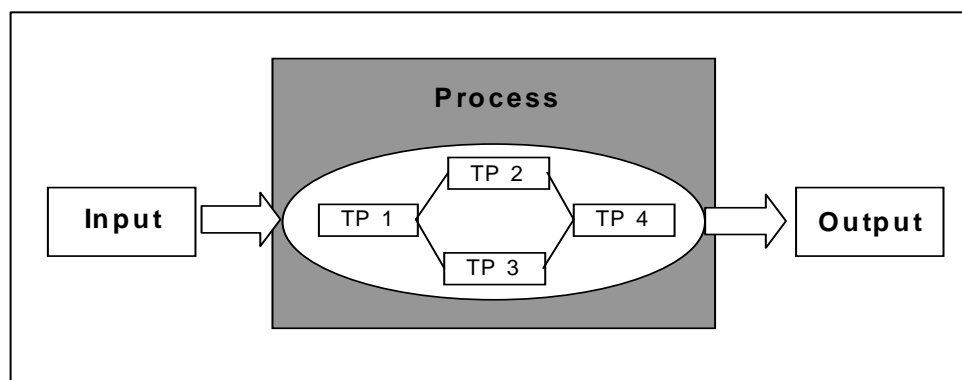 Process
Input
TP 1
TP 2
TP 3
TP 4
Output